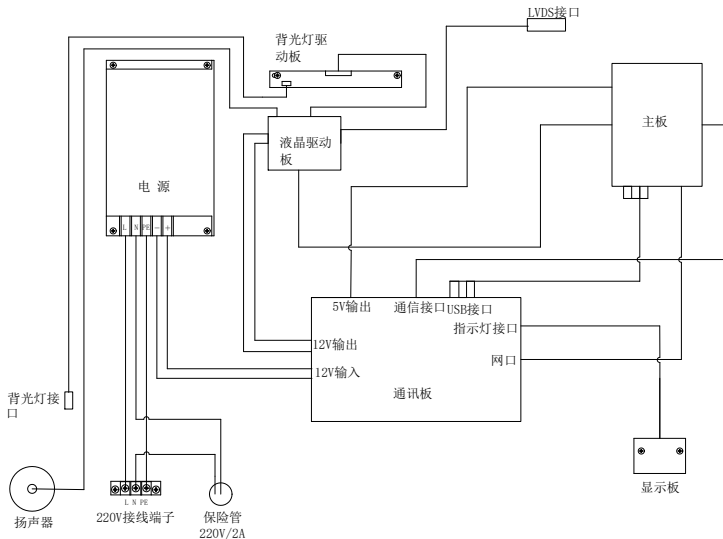 LVDS接口
背光灯驱
动板
主板
液晶驱动
板
电 源
L N PE - +
5V输出
通信接口
USB接口
指示灯接口
12V输出
网口
12V输入
通讯板
背光灯接
口
显示板
L N PE
扬声器
220V接线端子
保险管
220V/2A